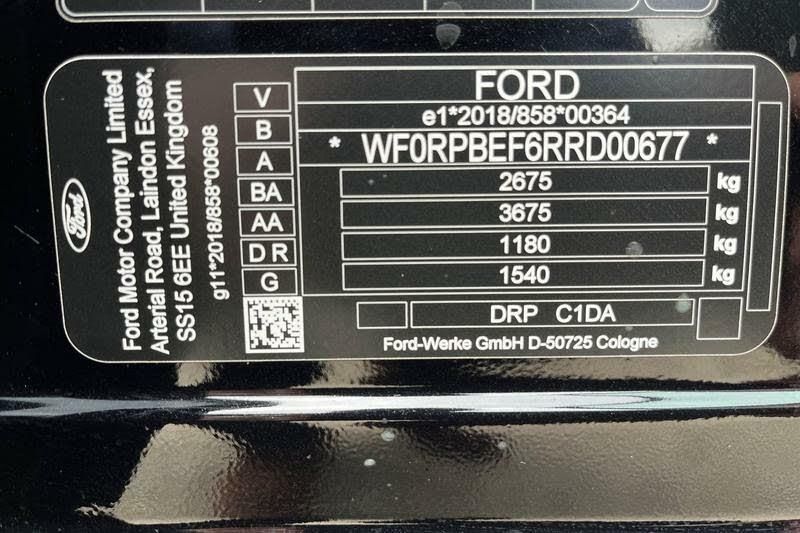 Ford
Ford Motor Company Limited
Arterial Road, Laindon Essex,
SS15 6EE United Kingdom
g11*2018/858*00608
V
B
A
BA
AA
D R
G
FORD
e1*2018/858*00364
* WF0RPBEF6RRD00677 *
2675 kg
3675 kg
1180 kg
1540 kg
DRP C1DA
Ford-Werke GmbH D-50725 Cologne